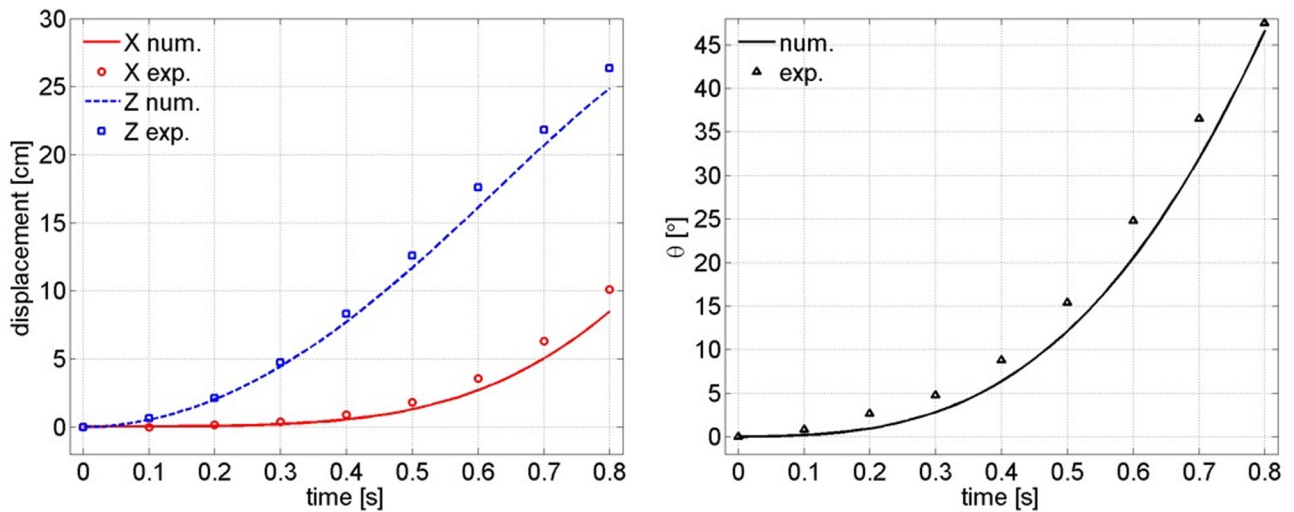 30
25
20
15
10
5
0
displacement [cm]
X num.
X exp.
Z num.
Z exp.
0 0.1 0.2 0.3 0.4 0.5 0.6 0.7 0.8
time [s]
45
40
35
30
25
20
15
10
5
0
θ [°]
num.
exp.
0 0.1 0.2 0.3 0.4 0.5 0.6 0.7 0.8
time [s]